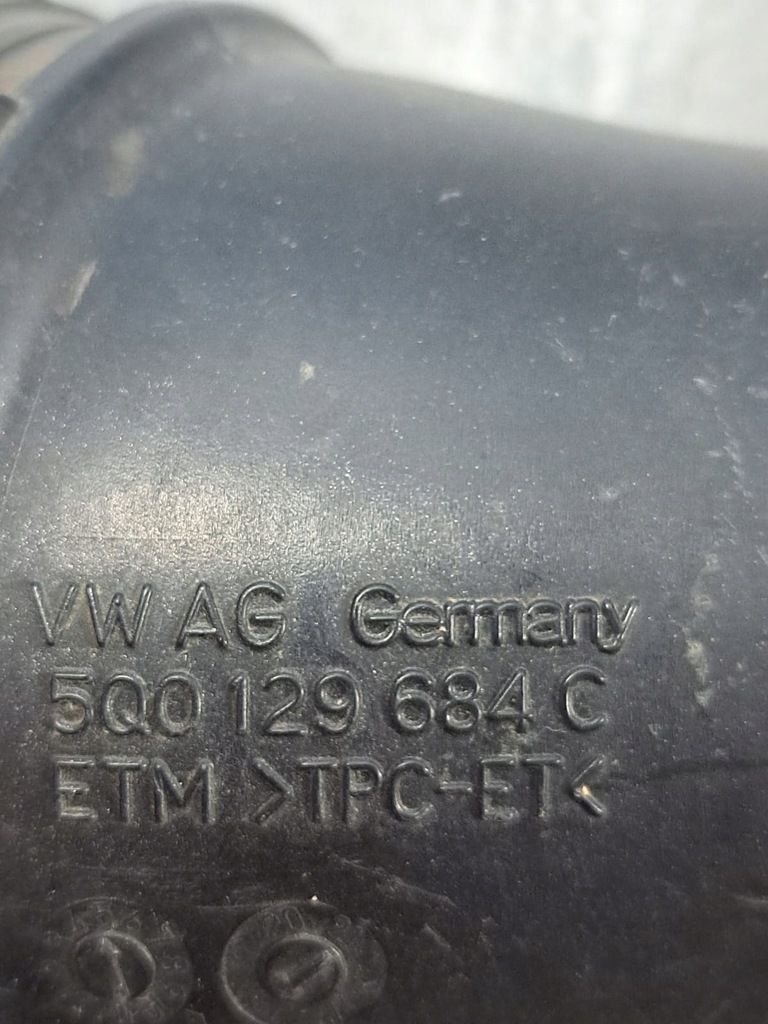 VW AG Germany
5Q0 129 684 C
ETM >TPC-ET<